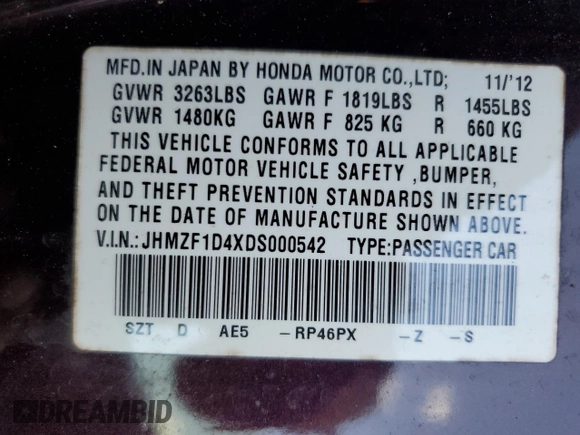 MFD.IN JAPAN BY HONDA MOTOR CO.,LTD; 11/'12
GVWR 3263LBS GAWR F 1819LBS R 1455LBS
GVWR 1480KG GAWR F 825 KG R 660 KG
THIS VEHICLE CONFORMS TO ALL APPLICABLE
FEDERAL MOTOR VEHICLE SAFETY ,BUMPER,
AND THEFT PREVENTION STANDARDS IN EFFECT
ON THE DATE OF MANUFACTURE SHOWN ABOVE.
V.I.N.:JHMZF1D4XDS000542 TYPE:PASSENGER CAR
SZT D AE5 -RP46PX -Z -S
DREAMBID